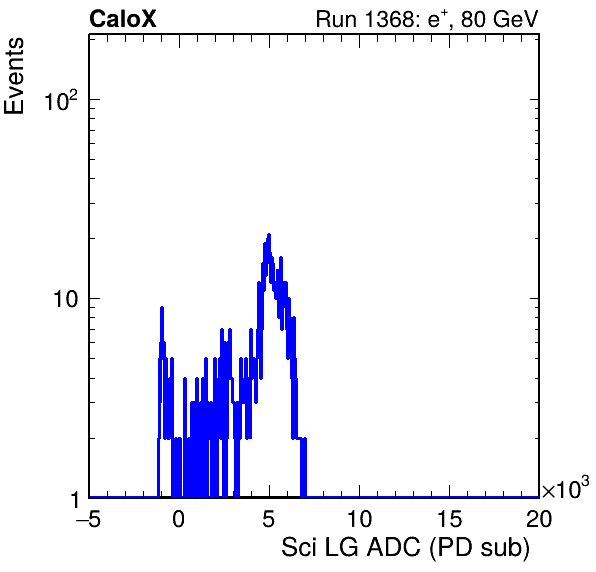 CaloX Run 1368: e⁺, 80 GeV
Events
10²
10
1
−5 0 5 10 15 20
×10³
Sci LG ADC (PD sub)